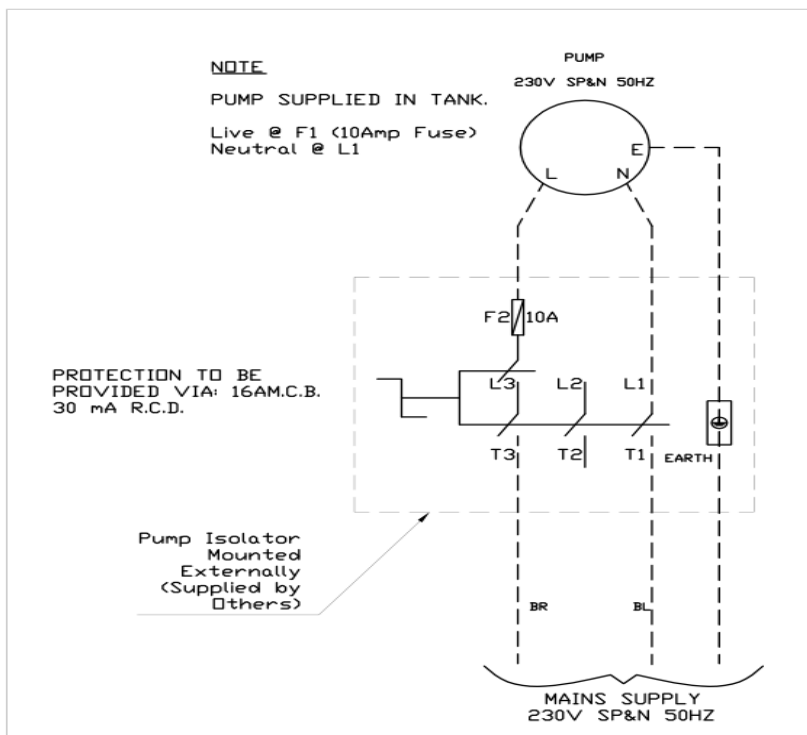 NOTE
PUMP SUPPLIED IN TANK.
Live @ F1 (10Amp Fuse)
Neutral @ L1
PUMP
230V SP&N 50HZ
E
L
N
F2
10A
PROTECTION TO BE
PROVIDED VIA: 16AM.C.B.
30 mA R.C.D.
L3
L2
L1
T3
T2
T1
EARTH
Pump Isolator
Mounted
Externally
(Supplied by
Others)
BR
BL
MAINS SUPPLY
230V SP&N 50HZ